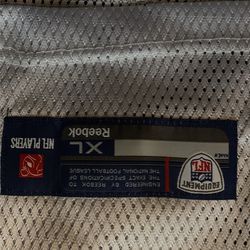 NFL PLAYERS
XL
Reebok
ENGINEERED BY REEBOK TO
THE EXACT SPECIFICATIONS OF
THE NATIONAL FOOTBALL
LEAGUE
NFL
EQUIPMENT